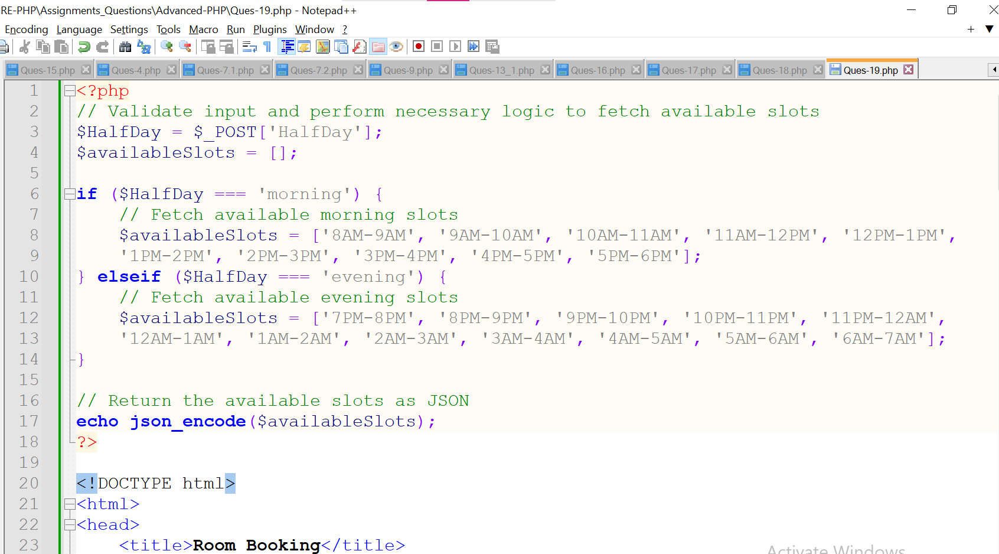 RE-PHP\Assignments_Questions\Advanced-PHP\Ques-19.php - Notepad++
Encoding Language Settings Tools Macro Run Plugins Window ?
Ques-15.php Ques-4.php Ques-7.1.php Ques-7.2.php Ques-9.php Ques-13_1.php Ques-16.php Ques-17.php Ques-18.php Ques-19.php
1 <?php
2 // Validate input and perform necessary logic to fetch available slots
3 $HalfDay = $_POST['HalfDay'];
4 $availableSlots = [];
5
6 if ($HalfDay === 'morning') {
7     // Fetch available morning slots
8     $availableSlots = ['8AM-9AM', '9AM-10AM', '10AM-11AM', '11AM-12PM', '12PM-1PM',
9     '1PM-2PM', '2PM-3PM', '3PM-4PM', '4PM-5PM', '5PM-6PM'];
10 } elseif ($HalfDay === 'evening') {
11     // Fetch available evening slots
12     $availableSlots = ['7PM-8PM', '8PM-9PM', '9PM-10PM', '10PM-11PM', '11PM-12AM',
13     '12AM-1AM', '1AM-2AM', '2AM-3AM', '3AM-4AM', '4AM-5AM', '5AM-6AM', '6AM-7AM'];
14 }
15
16 // Return the available slots as JSON
17 echo json_encode($availableSlots);
18 ?>
19
20 <!DOCTYPE html>
21 <html>
22 <head>
23     <title>Room Booking</title>
Activate Windows